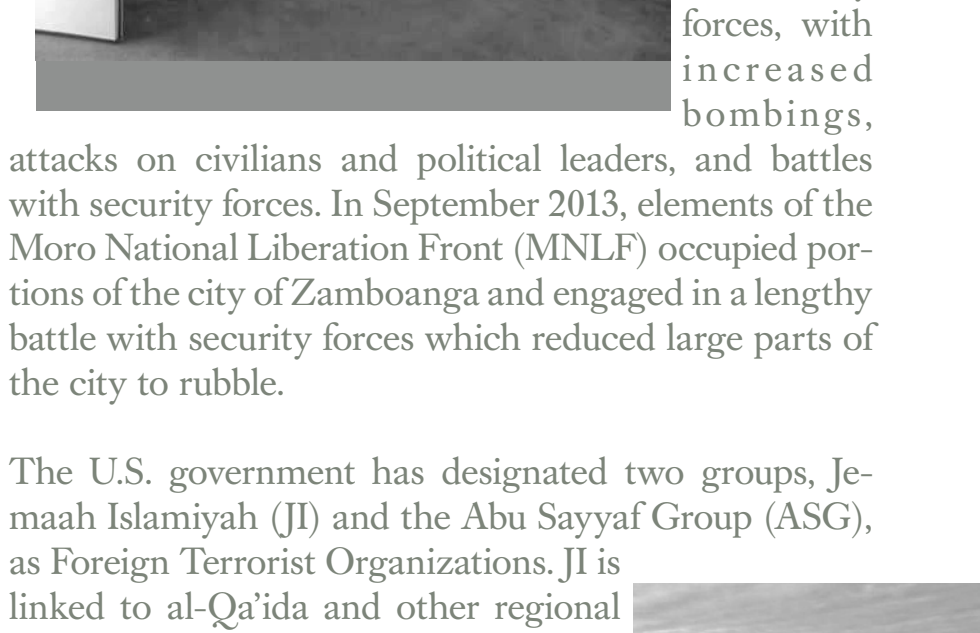 forces, with
increased
bombings,
attacks on civilians and political leaders, and battles
with security forces. In September 2013, elements of the
Moro National Liberation Front (MNLF) occupied por-
tions of the city of Zamboanga and engaged in a lengthy
battle with security forces which reduced large parts of
the city to rubble.
The U.S. government has designated two groups, Je-
maah Islamiyah (JI) and the Abu Sayyaf Group (ASG),
as Foreign Terrorist Organizations. JI is
linked to al-Qa’ida and other regional